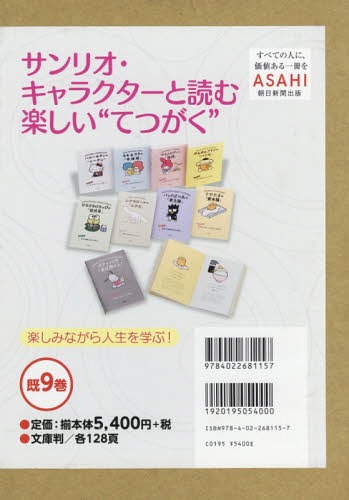 すべての人に、
価値ある一冊を
ASAHI
朝日新聞出版
サンリオ・
キャラクターと読む
楽しい“てつがく”
楽しみながら人生を学ぶ!
既9巻
●定価:揃本体5,400円+税
●文庫判/各128頁
9784022681157
1920195054000
ISBN978-4-02-268115-7
C0195 ¥5400E